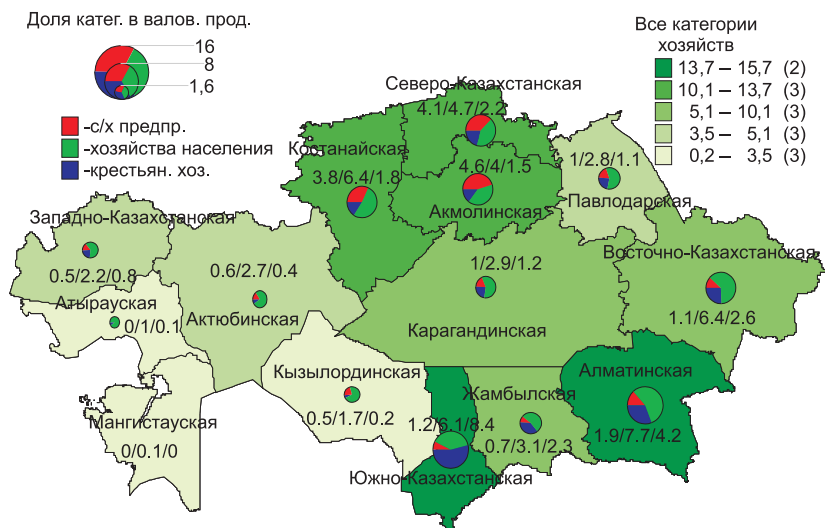 Доля катег. в валов. прод.
16
8
1,6
-с/х предпр.
-хозяйства населения
-крестьян. хоз.
Все категории
хозяйств
13,7 – 15,7 (2)
10,1 – 13,7 (3)
5,1 – 10,1 (3)
3,5 – 5,1 (3)
0,2 – 3,5 (3)
Северо-Казахстанская
4.1/4.7/2.2
Костанайская
3.8/6.4/1.8
4.6/4/1.5
Акмолинская
1/2.8/1.1
Павлодарская
Западно-Казахстанская
0.5/2.2/0.8
0.6/2.7/0.4
Актюбинская
1/2.9/1.2
Карагандинская
Восточно-Казахстанская
1.1/6.4/2.6
Атырауская
0/1/0.1
Мангистауская
0/0.1/0
Кызылординская
0.5/1.7/0.2
1.2/6.1/8.4
Южно-Казахстанская
Жамбылская
0.7/3.1/2.3
Алматинская
1.9/7.7/4.2